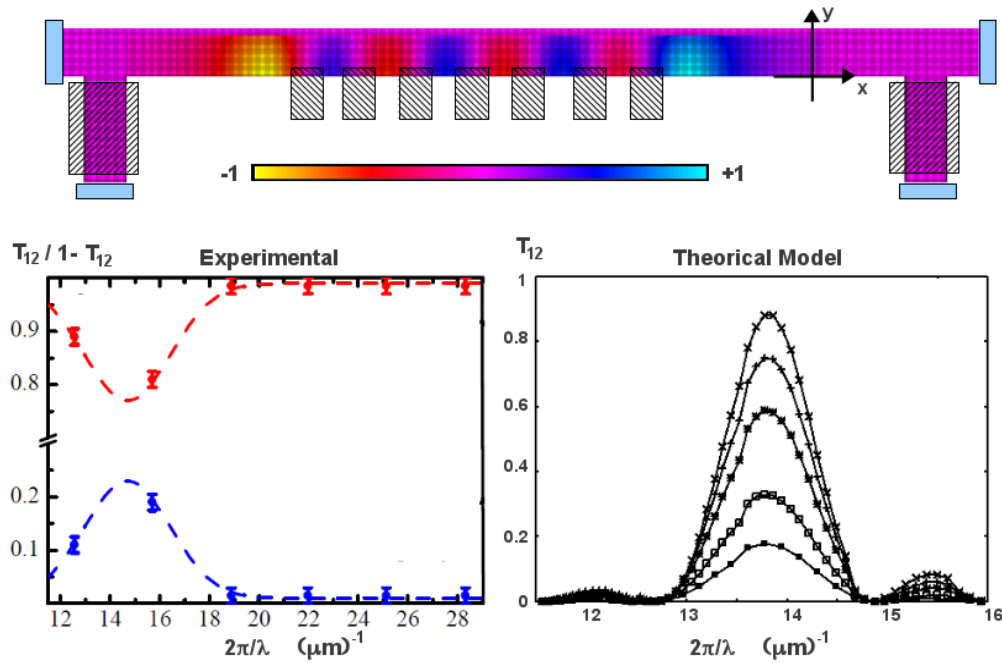 y
x
-1 +1
T12 / 1- T12 Experimental
0.9
0.8
0.2
0.1
12 14 16 18 20 22 24 26 28
2π/λ (μm)-1
T12 Theorical Model
1
0.8
0.6
0.4
0.2
0
12 13 14 15 16
2π/λ (μm)-1